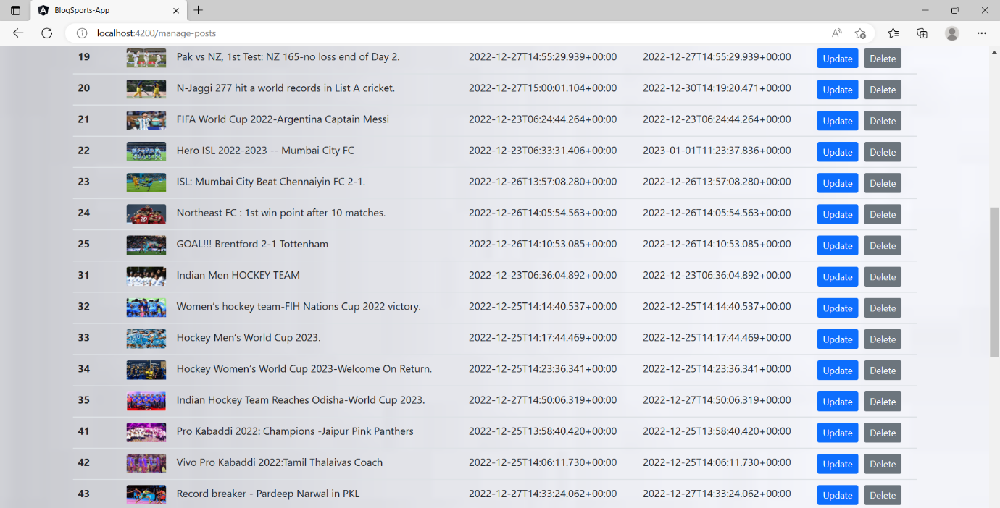 BlogSports-App
localhost:4200/manage-posts
19 Pak vs NZ, 1st Test: NZ 165-no loss end of Day 2. 2022-12-27T14:55:29.939+00:00 2022-12-27T14:55:29.939+00:00 Update Delete
20 N-Jaggi 277 hit a world records in List A cricket. 2022-12-27T15:00:01.104+00:00 2022-12-30T14:19:20.471+00:00 Update Delete
21 FIFA World Cup 2022-Argentina Captain Messi 2022-12-23T06:24:44.264+00:00 2022-12-23T06:24:44.264+00:00 Update Delete
22 Hero ISL 2022-2023 -- Mumbai City FC 2022-12-23T06:33:31.406+00:00 2023-01-01T11:23:37.836+00:00 Update Delete
23 ISL: Mumbai City Beat Chennaiyin FC 2-1. 2022-12-26T13:57:08.280+00:00 2022-12-26T13:57:08.280+00:00 Update Delete
24 Northeast FC : 1st win point after 10 matches. 2022-12-26T14:05:54.563+00:00 2022-12-26T14:05:54.563+00:00 Update Delete
25 GOAL!!! Brentford 2-1 Tottenham 2022-12-26T14:10:53.085+00:00 2022-12-26T14:10:53.085+00:00 Update Delete
31 Indian Men HOCKEY TEAM 2022-12-23T06:36:04.892+00:00 2022-12-23T06:36:04.892+00:00 Update Delete
32 Women's hockey team-FIH Nations Cup 2022 victory. 2022-12-25T14:14:40.537+00:00 2022-12-25T14:14:40.537+00:00 Update Delete
33 Hockey Men's World Cup 2023. 2022-12-25T14:17:44.469+00:00 2022-12-25T14:17:44.469+00:00 Update Delete
34 Hockey Women's World Cup 2023-Welcome On Return. 2022-12-25T14:23:36.341+00:00 2022-12-25T14:23:36.341+00:00 Update Delete
35 Indian Hockey Team Reaches Odisha-World Cup 2023. 2022-12-27T14:50:06.319+00:00 2022-12-27T14:50:06.319+00:00 Update Delete
41 Pro Kabaddi 2022: Champions -Jaipur Pink Panthers 2022-12-25T13:58:40.420+00:00 2022-12-25T13:58:40.420+00:00 Update Delete
42 Vivo Pro Kabaddi 2022:Tamil Thalaivas Coach 2022-12-25T14:06:11.730+00:00 2022-12-25T14:06:11.730+00:00 Update Delete
43 Record breaker - Pardeep Narwal in PKL 2022-12-27T14:33:24.062+00:00 2022-12-27T14:33:24.062+00:00 Update Delete